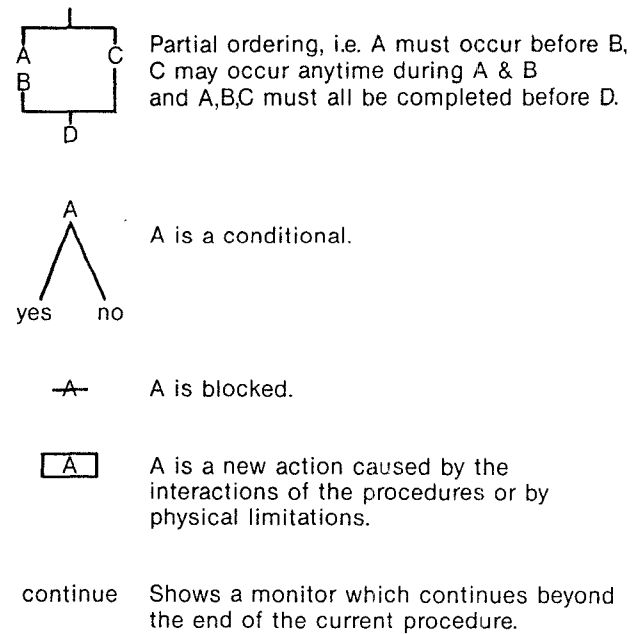 A
B
C
D
Partial ordering, i.e. A must occur before B,
C may occur anytime during A & B
and A,B,C must all be completed before D.
A
yes no
A is a conditional.
A
A is blocked.
A
A is a new action caused by the
interactions of the procedures or by
physical limitations.
continue
Shows a monitor which continues beyond
the end of the current procedure.